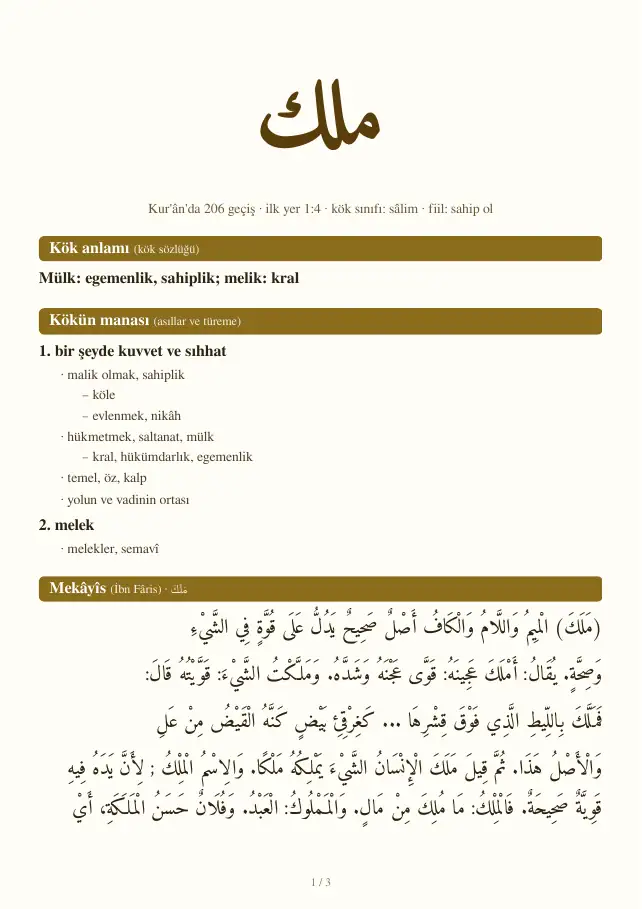 ملك
Kur'ân'da 206 geçiş · ilk yer 1:4 · kök sınıfı: sâlim · fiil: sahip ol
Kök anlamı (kök sözlüğü)
Mülk: egemenlik, sahiplik; melik: kral
Kökün manası (asıllar ve türeme)
1. bir şeyde kuvvet ve sıhhat
· malik olmak, sahiplik
– köle
– evlenmek, nikâh
· hükmetmek, saltanat, mülk
– kral, hükümdarlık, egemenlik
· temel, öz, kalp
· yolun ve vadinin ortası
2. melek
· melekler, semavî
Mekâyîs (İbn Fâris) · مَلَكَ
(مَلَكَ) الْمِيمُ وَاللَّامُ وَالْكَافُ أَصْلٌ صَحِيحٌ يَدُلُّ عَلَى قُوَّةٍ فِي الشَّيْءِ
وَصِحَّةٍ. يُقَالُ: أَمْلَكَ عَجِينَهُ: قَوَّى عَجْنَهُ وَشَدَّهُ. وَمَلَّكْتُ الشَّيْءَ: قَوَّيْتُهُ قَالَ:
فَمَلَّكَ بِاللِّيطِ الَّذِي فَوْقَ قِشْرِهَا ... كَغِرْقِئِ بَيْضٍ كَنَّهُ الْقَيْضُ مِنْ عَلِ
وَالْأَصْلُ هَذَا. ثُمَّ قِيلَ مَلَكَ الْإِنْسَانُ الشَّيْءَ يَمْلِكُهُ مَلْكًا. وَالِاسْمُ الْمِلْكُ ; لِأَنَّ يَدَهُ فِيهِ
قَوِيَّةٌ صَحِيحَةٌ. فَالْمِلْكُ: مَا مُلِكَ مِنْ مَالٍ. وَالْمَمْلُوكُ: الْعَبْدُ. وَفُلَانٌ حَسَنُ الْمَلَكَةِ، أَيْ
1 / 3